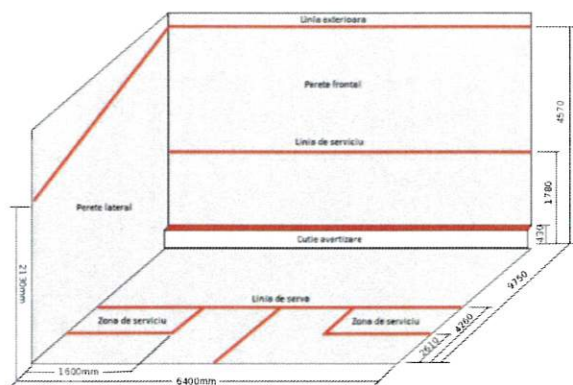 Linia exterioara
Perete frontal
4570
Linia de serviciu
1780
Perete lateral
430
Cutie avertizare
9750
2130mm
Linia de serva
4260
Zona de serviciu
Zona de serviciu
2610
1600mm
6400mm